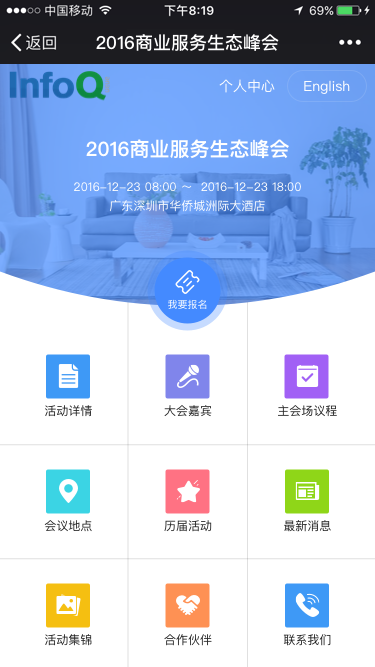 中国移动 下午8:19 69%
返回 2016商业服务生态峰会
InfoQ 个人中心 English
2016商业服务生态峰会
2016-12-23 08:00 ～ 2016-12-23 18:00
广东深圳市华侨城洲际大酒店
我要报名
活动详情 大会嘉宾 主会场议程
会议地点 历届活动 最新消息
活动集锦 合作伙伴 联系我们